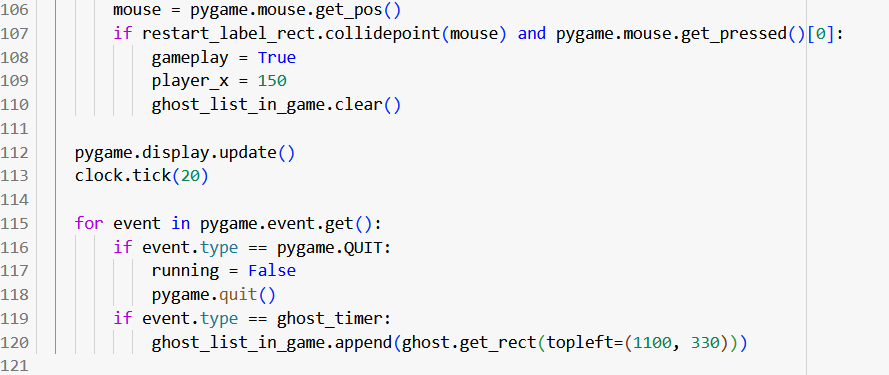 106 mouse = pygame.mouse.get_pos()
107 if restart_label_rect.collidepoint(mouse) and pygame.mouse.get_pressed()[0]:
108 gameplay = True
109 player_x = 150
110 ghost_list_in_game.clear()
111
112 pygame.display.update()
113 clock.tick(20)
114
115 for event in pygame.event.get():
116 if event.type == pygame.QUIT:
117 running = False
118 pygame.quit()
119 if event.type == ghost_timer:
120 ghost_list_in_game.append(ghost.get_rect(topleft=(1100, 330)))
121